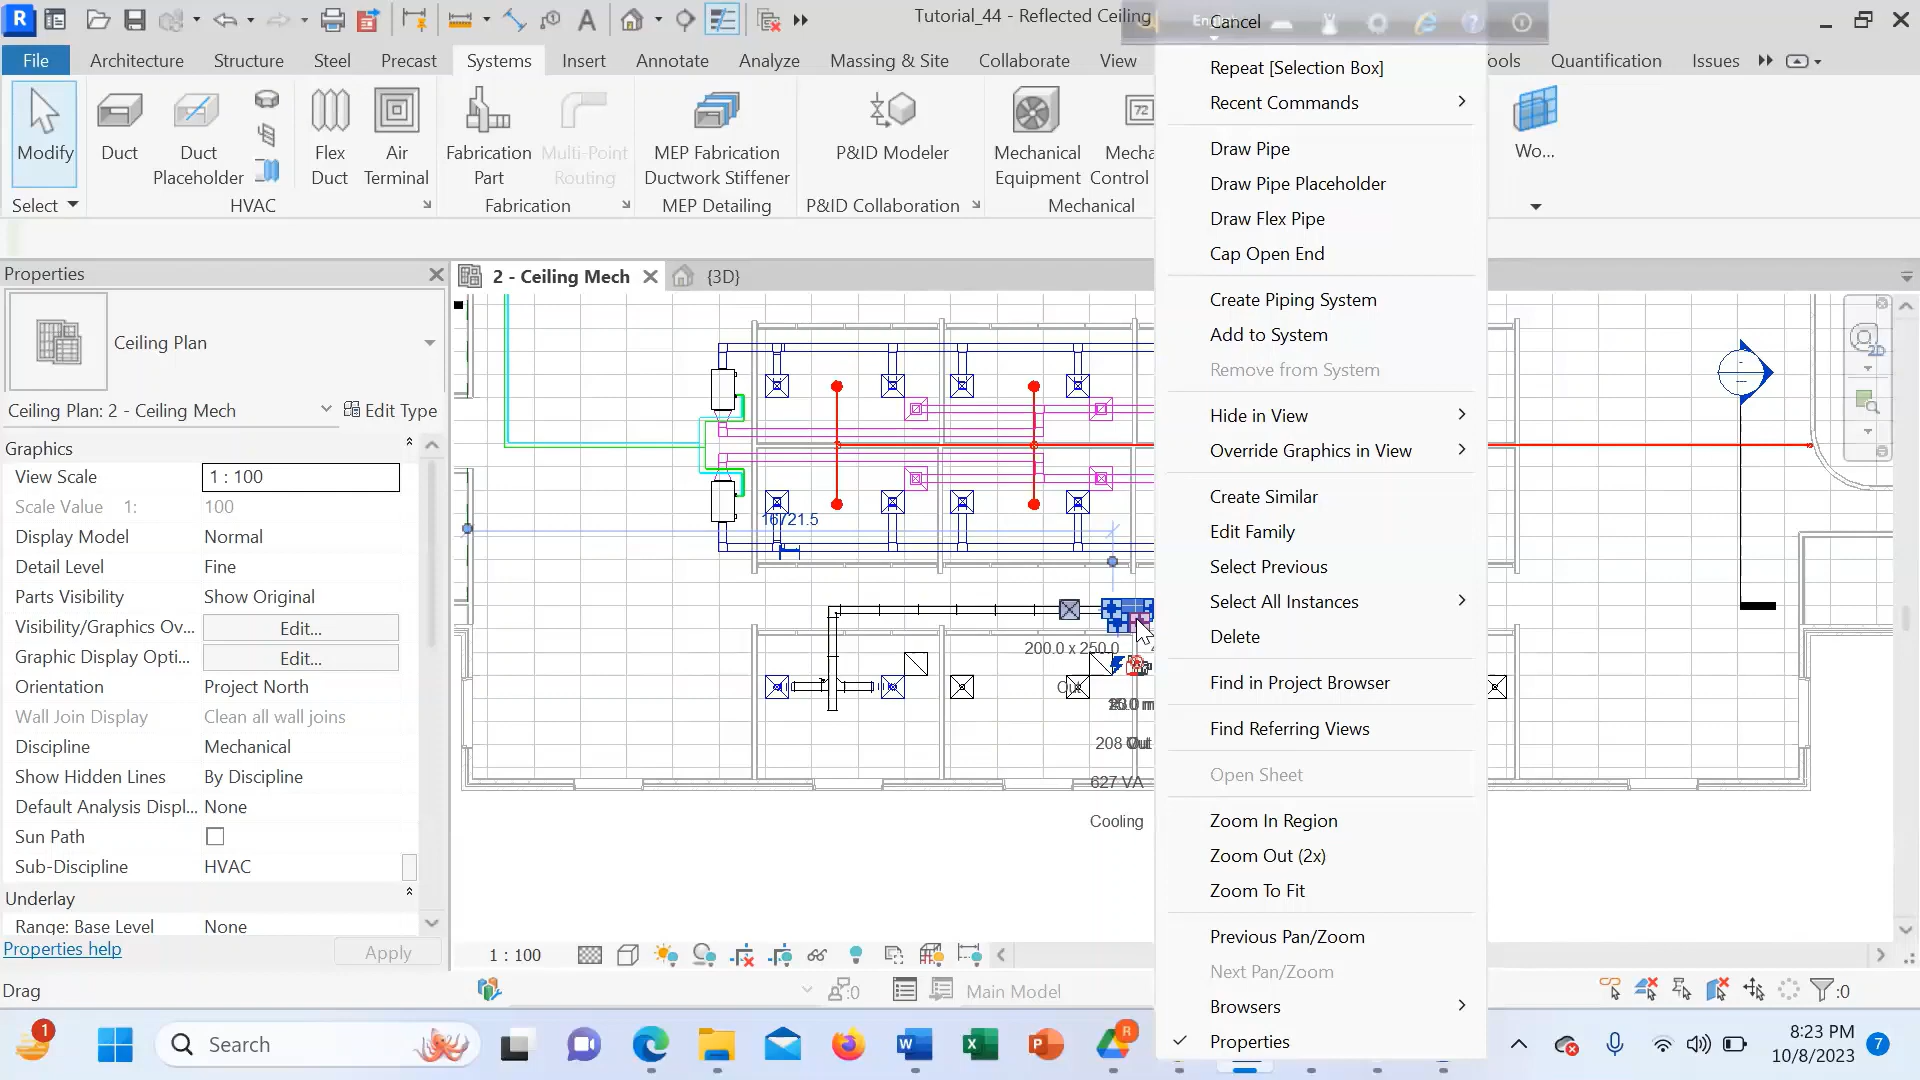 Tutorial_44 - Reflected Ceiling
File
Architecture
Structure
Steel
Precast
Systems
Insert
Annotate
Analyze
Massing & Site
Collaborate
View
Quantification
Issues
Modify
Duct
Duct
Placeholder
Flex
Duct
Air
Terminal
Fabrication
Part
Multi-Point
Routing
MEP Fabrication
Ductwork Stiffener
P&ID Modeler
Mechanical
Equipment
Mecha
Control
Wo...
Select
HVAC
Fabrication
MEP Detailing
P&ID Collaboration
Mechanical
Properties
Ceiling Plan
Ceiling Plan: 2 - Ceiling Mech
Edit Type
Graphics
View Scale
1 : 100
Scale Value 1:
100
Display Model
Normal
Detail Level
Fine
Parts Visibility
Show Original
Visibility/Graphics Ov...
Edit...
Graphic Display Opti...
Edit...
Orientation
Project North
Wall Join Display
Clean all wall joins
Discipline
Mechanical
Show Hidden Lines
By Discipline
Default Analysis Displ...
None
Sun Path
Sub-Discipline
HVAC
Underlay
Range: Base Level
None
Properties help
Apply
2 - Ceiling Mech
{3D}
16721.5
200.0 x 250.0
Out
208
Out
627 VA
Cooling
2D
Cancel
Repeat [Selection Box]
Recent Commands
Draw Pipe
Draw Pipe Placeholder
Draw Flex Pipe
Cap Open End
Create Piping System
Add to System
Remove from System
Hide in View
Override Graphics in View
Create Similar
Edit Family
Select Previous
Select All Instances
Delete
Find in Project Browser
Find Referring Views
Open Sheet
Zoom In Region
Zoom Out (2x)
Zoom To Fit
Previous Pan/Zoom
Next Pan/Zoom
Browsers
Properties
1 : 100
Drag
:0
Main Model
:0
1
Search
8:23 PM
10/8/2023
7